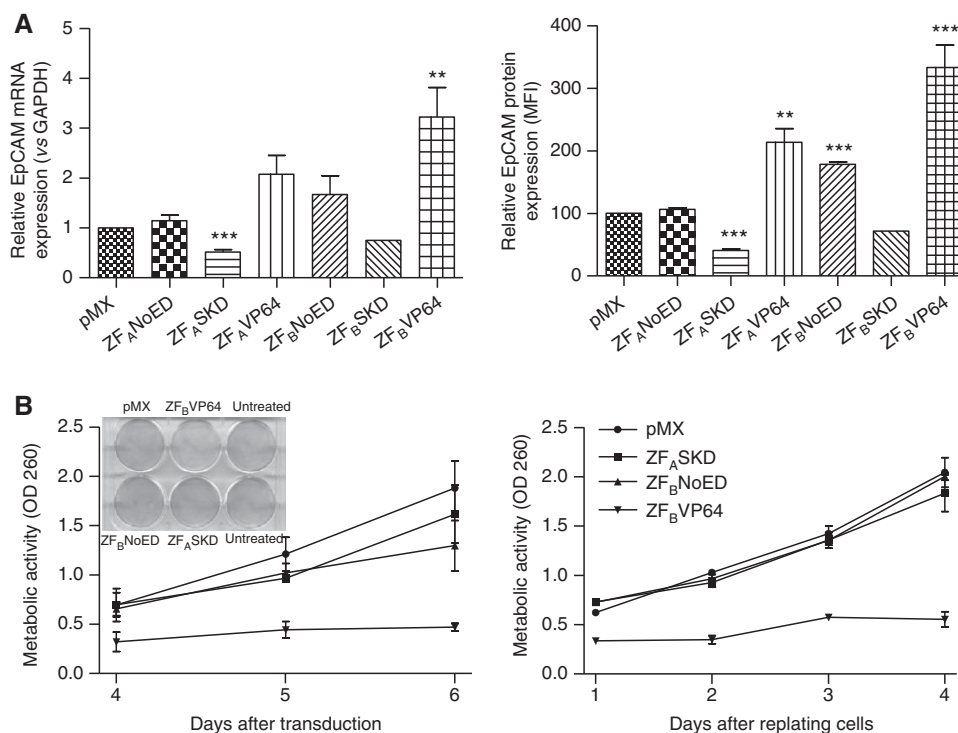 A
Relative EpCAM mRNA
expression (vs GAPDH)
5
4
3
2
1
0
**
***
pMX
ZFANoED
ZFASKD
ZFAVP64
ZFBNoED
ZFBSKD
ZFBVP64
Relative EpCAM protein
expression (MFI)
400
300
200
100
0
***
**
***
***
pMX
ZFANoED
ZFASKD
ZFAVP64
ZFBNoED
ZFBSKD
ZFBVP64
B
Metabolic activity (OD 260)
2.5
2.0
1.5
1.0
0.5
0.0
pMX ZFBVP64 Untreated
ZFBNoED ZFASKD Untreated
4 5 6
Days after transduction
Metabolic activity (OD 260)
2.5
2.0
1.5
1.0
0.5
0.0
pMX
ZFASKD
ZFBNoED
ZFBVP64
1 2 3 4
Days after replating cells